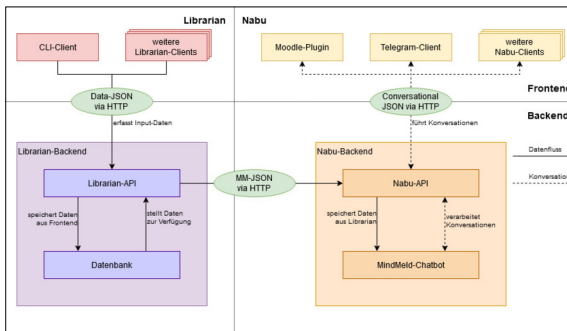 Librarian
Nabu
CLI-Client
weitere
Librarian-Clients
Moodle-Plugin
Telegram-Client
weitere
Nabu-Clients
Frontend
Data-JSON
via HTTP
Conversational
JSON via HTTP
Backend
erfasst Input-Daten
führt Konversationen
Librarian-Backend
Nabu-Backend
Datenfluss
Librarian-API
MM-JSON
via HTTP
Nabu-API
Konversation
speichert Daten
aus Frontend
stellt Daten
zur Verfügung
speichert Daten
aus Librarian
verarbeitet
Konversationen
Datenbank
MindMeld-Chatbot